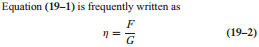 Equation (19–1) is frequently written as
η = F/G (19–2)